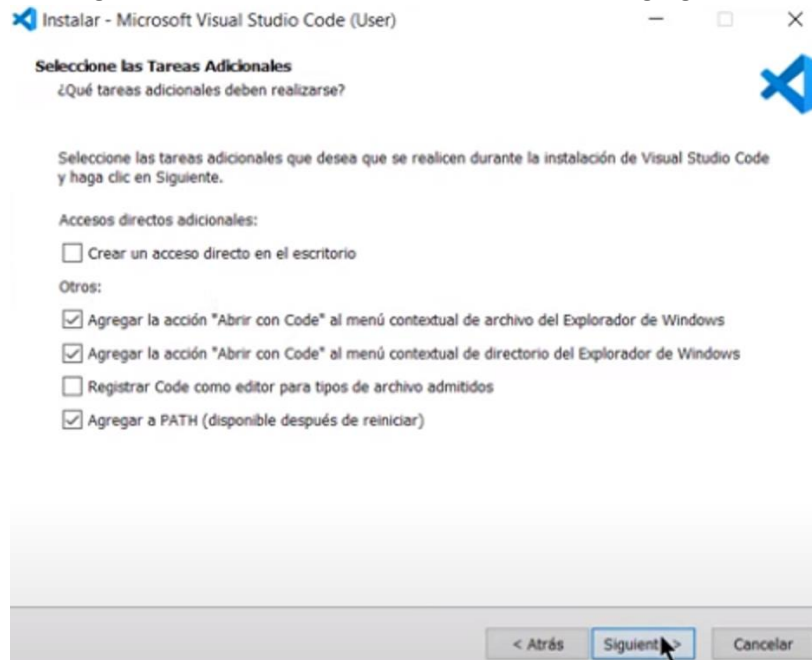 Instalar - Microsoft Visual Studio Code (User)
Seleccione las Tareas Adicionales
¿Qué tareas adicionales deben realizarse?
Seleccione las tareas adicionales que desea que se realicen durante la instalación de Visual Studio Code
y haga clic en Siguiente.
Accesos directos adicionales:
Crear un acceso directo en el escritorio
Otros:
Agregar la acción "Abrir con Code" al menú contextual de archivo del Explorador de Windows
Agregar la acción "Abrir con Code" al menú contextual de directorio del Explorador de Windows
Registrar Code como editor para tipos de archivo admitidos
Agregar a PATH (disponible después de reiniciar)
< Atrás Siguiente > Cancelar